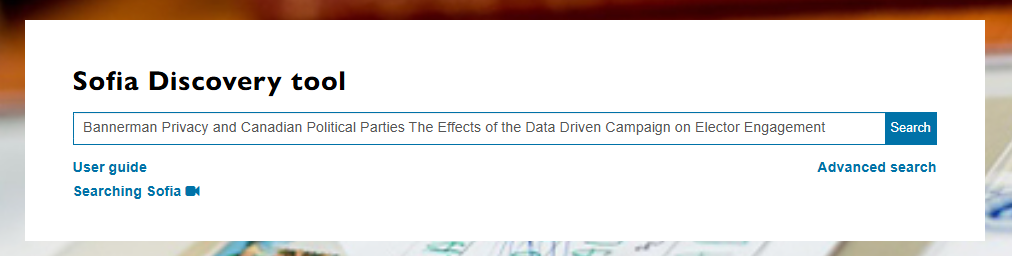 Sofia Discovery tool
Bannerman Privacy and Canadian Political Parties The Effects of the Data Driven Campaign on Elector Engagement Search
User guide Advanced search
Searching Sofia